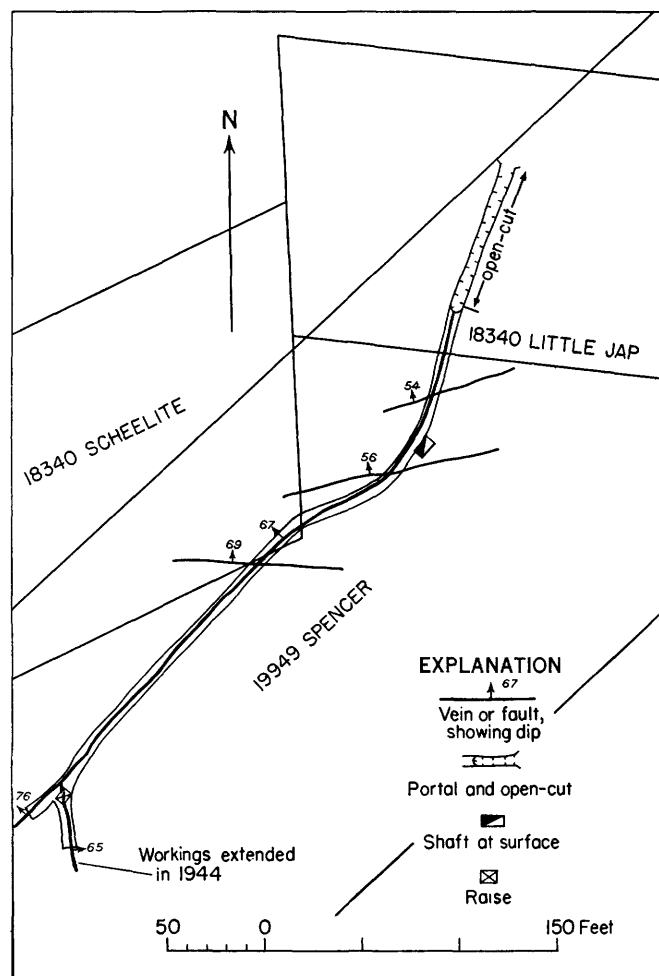 N
open-cut
18340 LITTLE JAP
54
18340 SCHEELITE
56
67
69
19949 SPENCER
EXPLANATION
67
Vein or fault,
showing dip
Portal and open-cut
76
Shaft at surface
65
Workings extended
in 1944
Raise
50 0 150 Feet